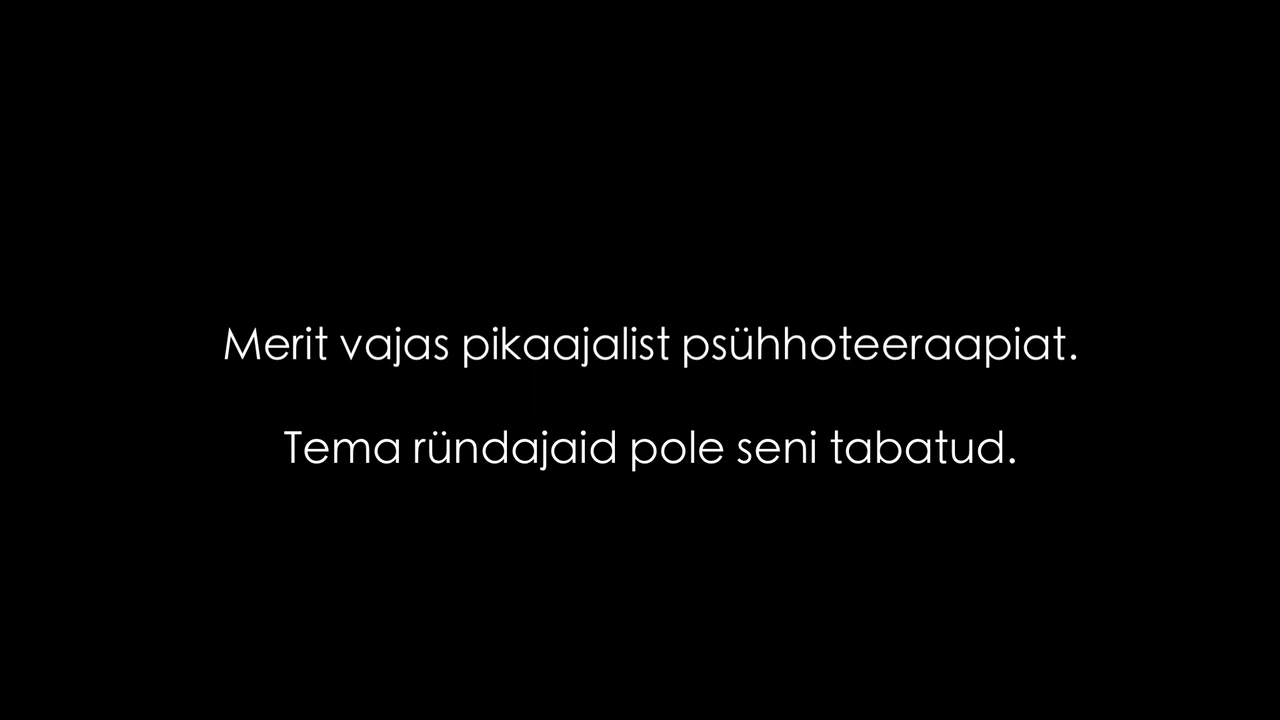 Merit vajas pikaajalist psühhoteeraapiat.
Tema ründajaid pole seni tabatud.